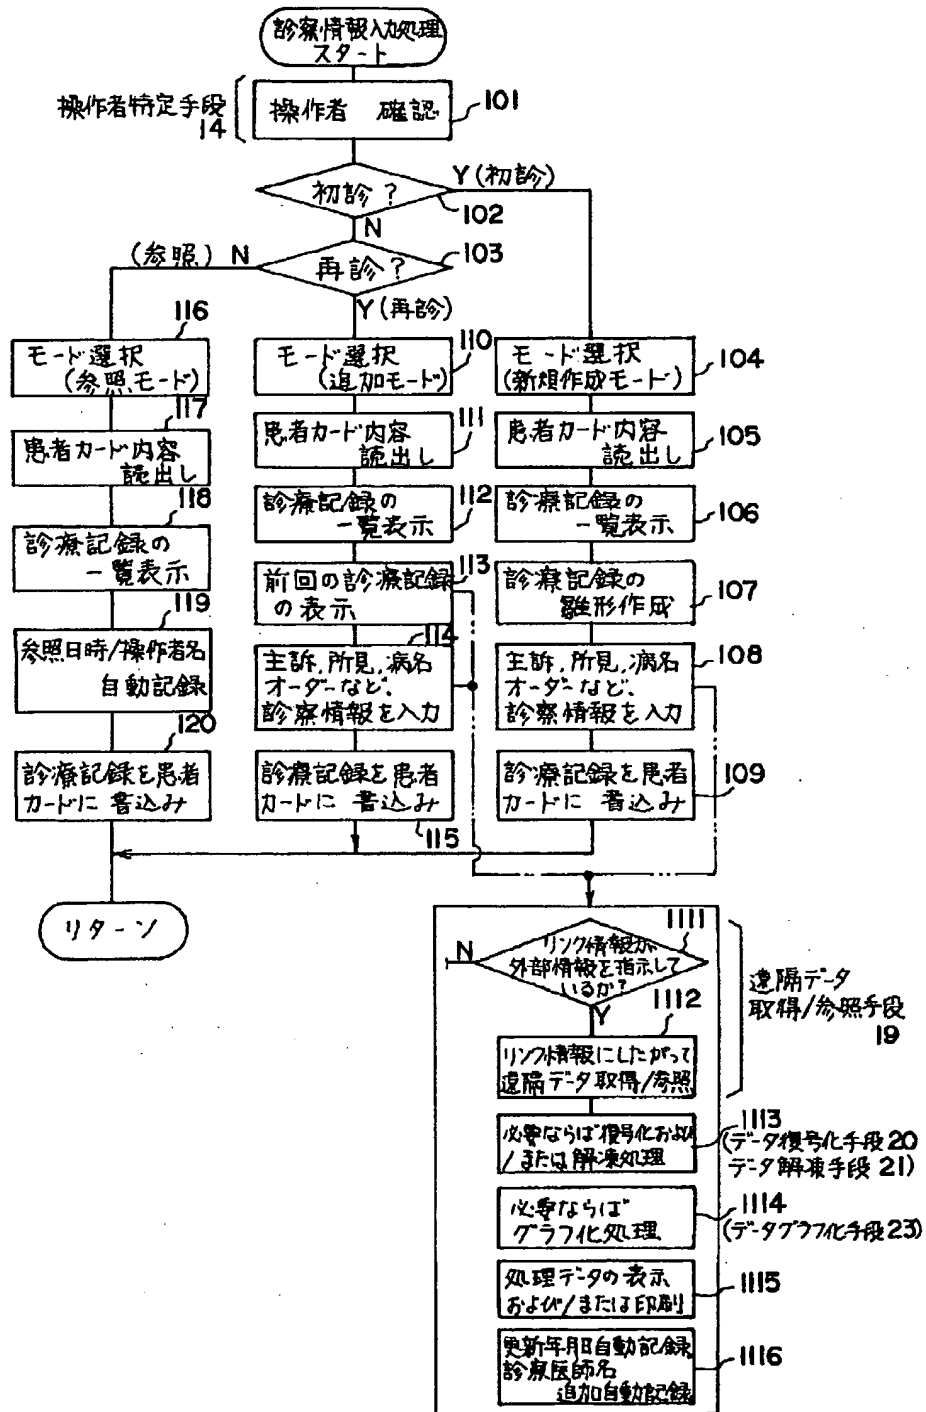 診察情報入力処理
スタート
操作者特定手段
14
操作者 確認
101
初診?
Y(初診)
102
N
再診?
103
(参照) N
Y(再診)
116
モード選択
(参照モード)
117
患者カード内容
読出し
118
診療記録の
一覧表示
119
参照日時/操作者名
自動記録
120
診療記録を患者
カードに書込み
リターン
モード選択
(追加モード)
110
患者カード内容
読出し
111
診療記録の
一覧表示
112
前回の診療記録
の表示
113
114
主訴,所見,病名
オーダーなど、
診察情報を入力
診療記録を患者
カードに書込み
115
モード選択
(新規作成モード)
104
患者カード内容
読出し
105
診療記録の
一覧表示
106
診療記録の
雛形作成
107
主訴,所見,病名
オーダーなど、
診察情報を入力
108
診療記録を患者
カードに書込み
109
1111
リンク情報が
外部情報を指示して
いるか?
N
Y
遠隔データ
取得/参照手段
19
1112
リンク情報にしたがって
遠隔データ取得/参照
必要ならば復号化および
/または解凍処理
1113
(データ復号化手段20
データ解凍手段21)
必要ならば
グラフ化処理
1114
(データグラフ化手段23)
処理データの表示
および/または印刷
1115
更新年月日自動記録,
診察医師名
追加自動記録
1116